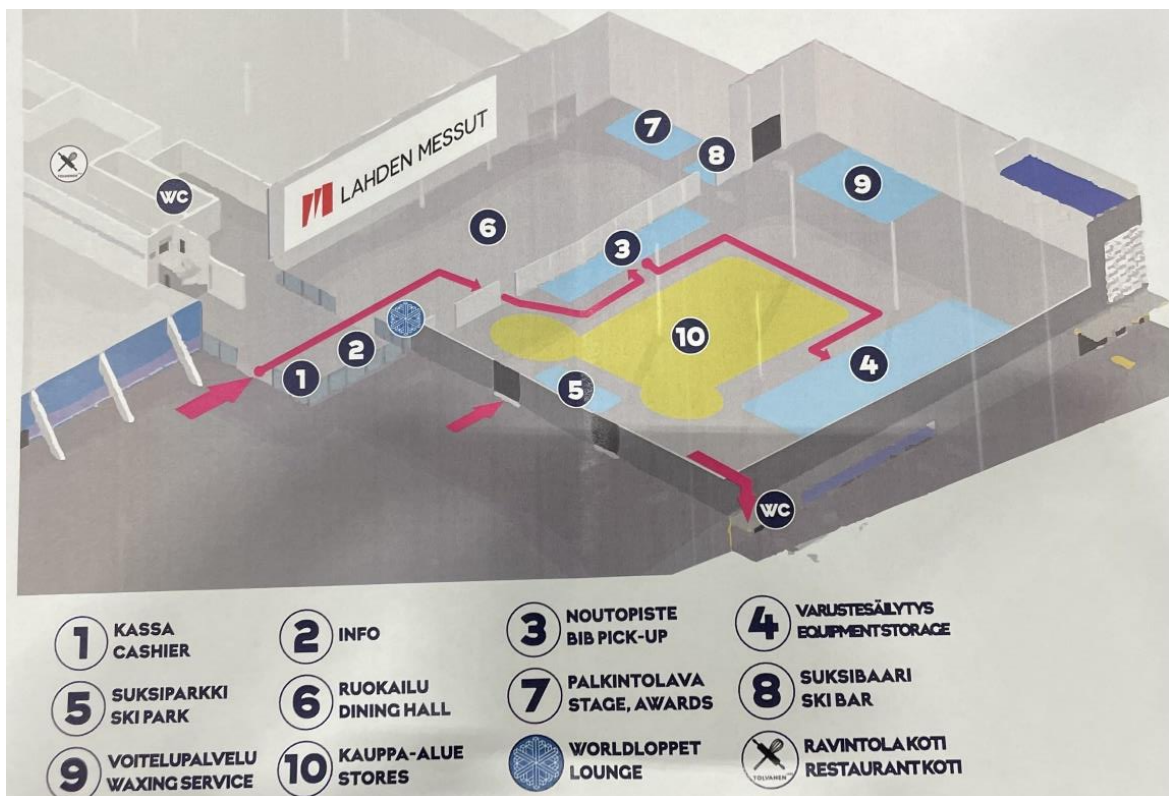 LAHDEN MESSUT
WC
7
8
9
6
3
2
1
10
5
4
WC
TOLVANEN
1 KASSA
CASHIER
2 INFO
3 NOUTOPISTE
BIB PICK-UP
4 VARUSTESÄILYTYS
EQUIPMENT STORAGE
5 SUKSIPARKKI
SKI PARK
6 RUOKAILU
DINING HALL
7 PALKINTOLAVA
STAGE, AWARDS
8 SUKSIBAARI
SKI BAR
9 VOITELUPALVELU
WAXING SERVICE
10 KAUPPA-ALUE
STORES
WORLDLOPPET
LOUNGE
TOLVANEN
RAVINTOLA KOTI
RESTAURANT KOTI